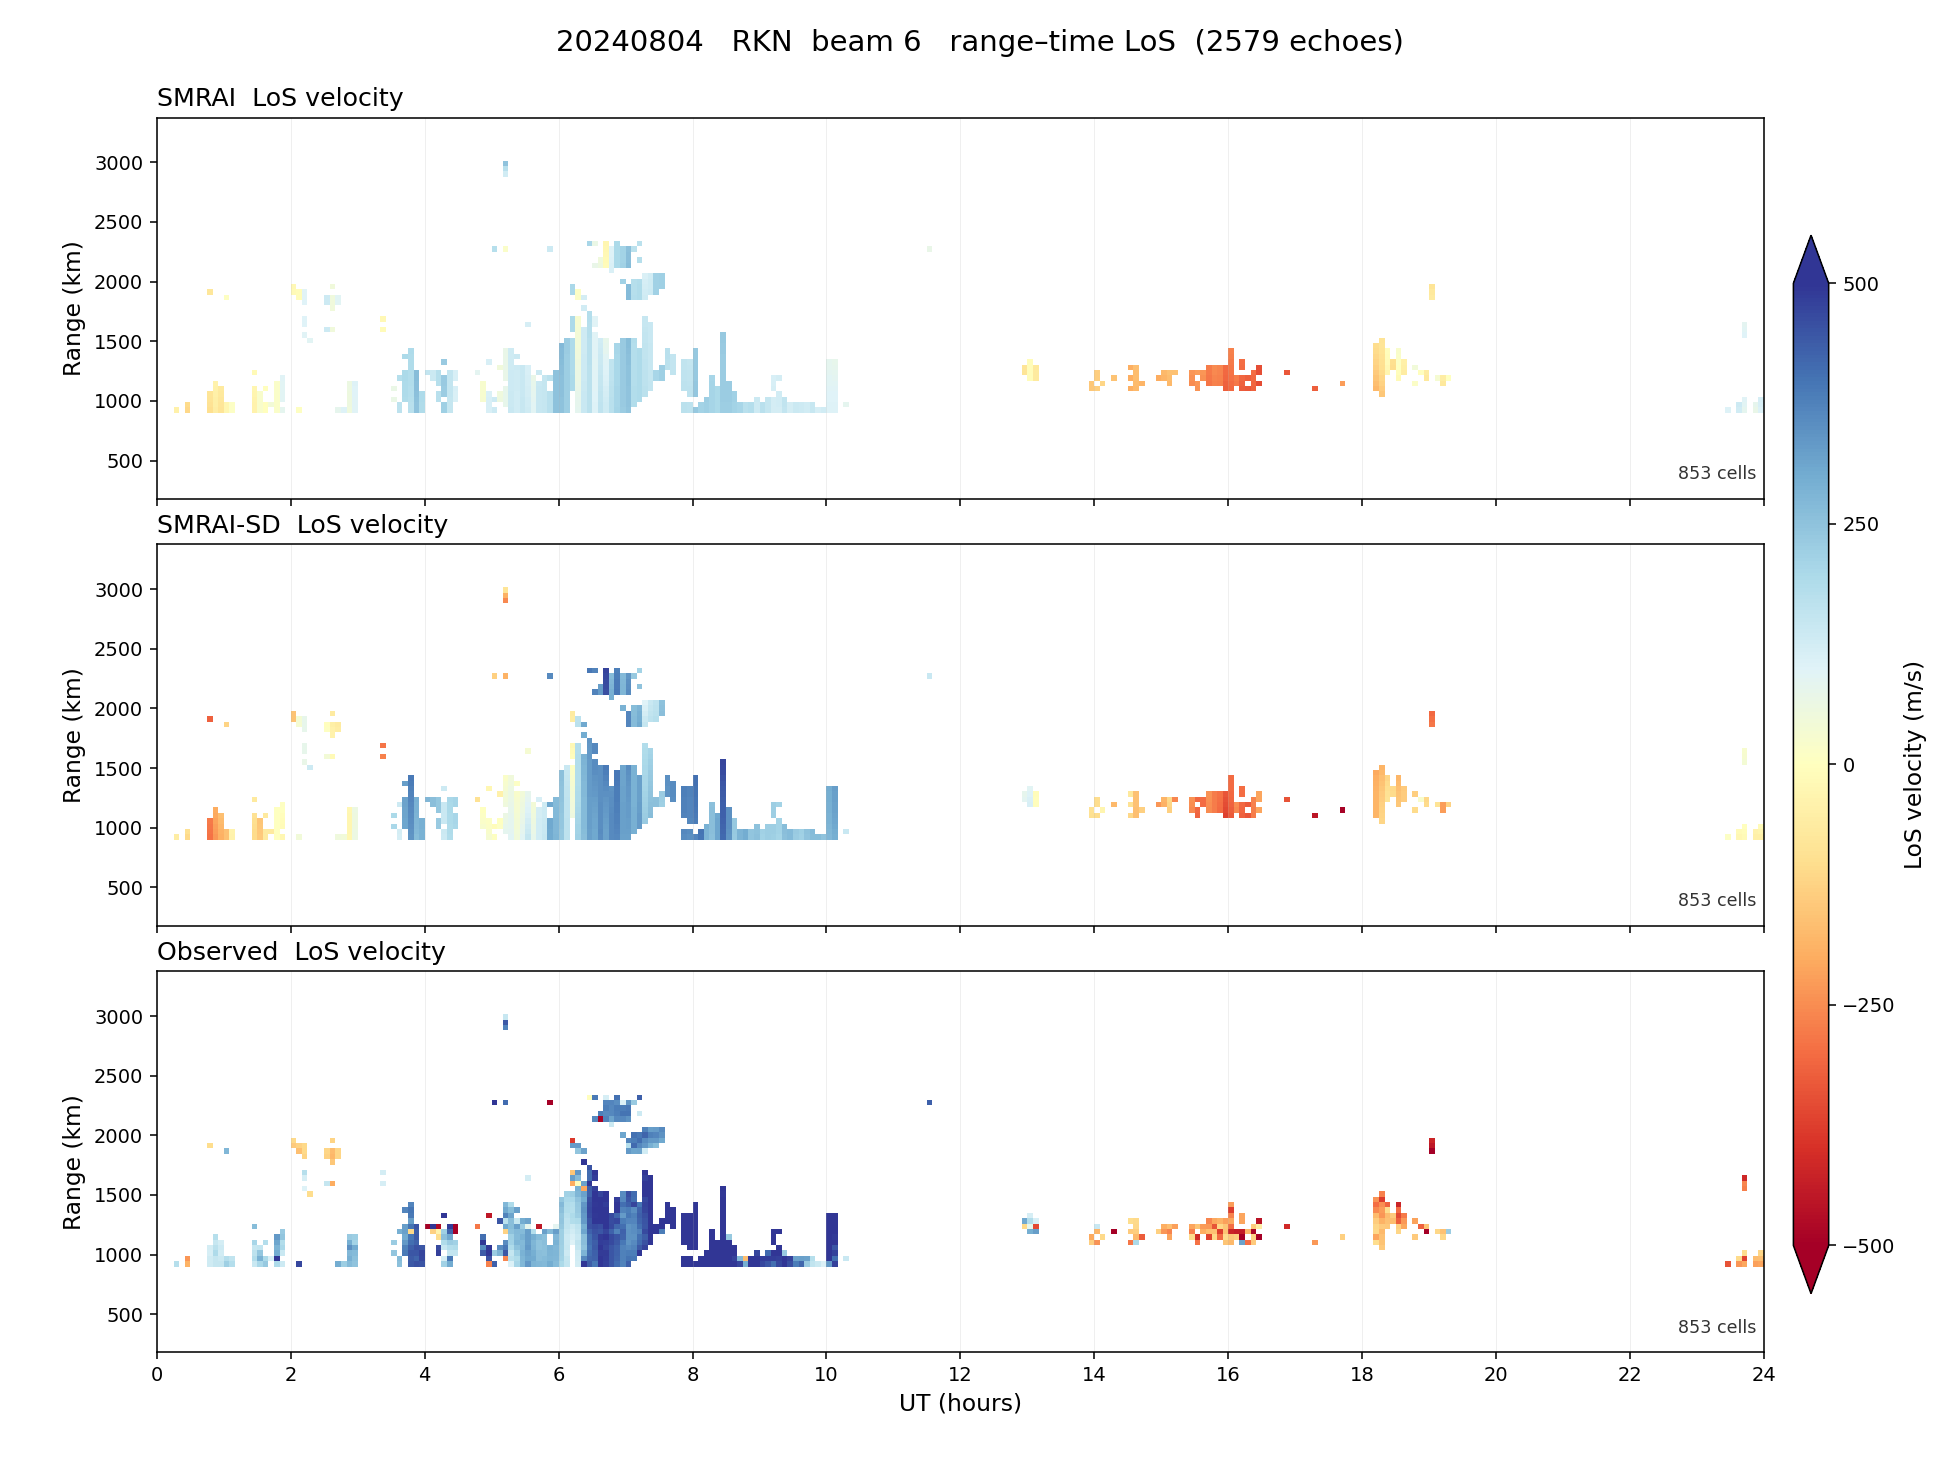 20240804   RKN  beam 6   range–time LoS  (2579 echoes)
SMRAI  LoS velocity
3000
2500
2000
1500
1000
500
Range (km)
853 cells
SMRAI-SD  LoS velocity
3000
2500
2000
1500
1000
500
Range (km)
853 cells
Observed  LoS velocity
3000
2500
2000
1500
1000
500
Range (km)
853 cells
0 2 4 6 8 10 12 14 16 18 20 22 24
UT (hours)
500
250
0
−250
−500
LoS velocity (m/s)